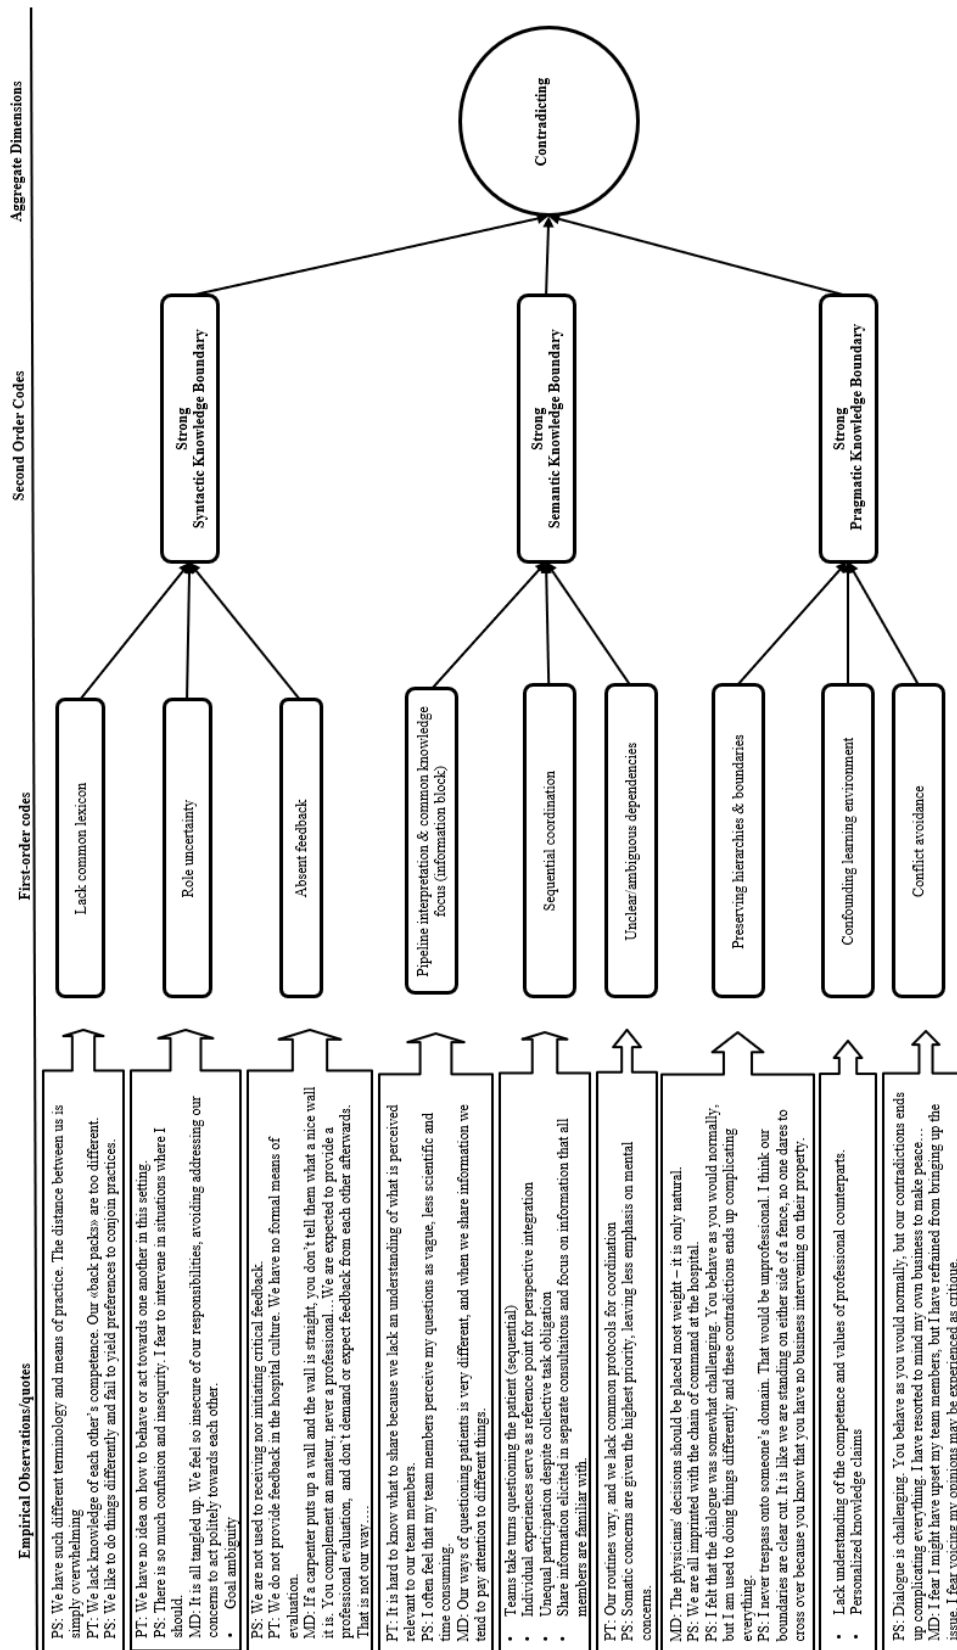 Empirical Observations/quotes
First-order codes
Second Order Codes
Aggregate Dimensions
PS: We have such different terminology and means of practice. The distance between us is
simply overwhelming
PT: We lack knowledge of each other's competence. Our «back packs» are too different.
PS: We like to do things differently and fail to yield preferences to conjoin practices.
Lack common lexicon
PT: We have no idea on how to behave or act towards one another in this setting.
PS: There is so much confusion and insequrity. I fear to intervene in situations where I
should.
MD: It is all tangled up. We feel so insecure of our responsibilities, avoiding addressing our
concerns to act politely towards each other.
• Goal ambiguity
Role uncertainty
PS: We are not used to receiving nor initiating critical feedback.
PT: We do not provide feedback in the hospital culture. We have no formal means of
evaluation.
MD: If a carpenter puts up a wall and the wall is straight, you don't tell them what a nice wall
it is. You complement an amateur, never a professional… We are expected to provide a
professional evaluation, and don't demand or expect feedback from each other afterwards.
That is not our way….
Absent feedback
Strong
Syntactic Knowledge Boundary
PT: It is hard to know what to share because we lack an understanding of what is perceived
relevant to our team members.
PS: I often feel that my team members perceive my questions as vague, less scientific and
time consuming.
MD: Our ways of questioning patients is very different, and when we share information we
tend to pay attention to different things.
Pipeline interpretation & common knowledge
focus (information block)
• Teams take turns questioning the patient (sequential)
• Individual experiences serve as reference point for perspective integration
• Unequal participation despite collective task obligation
• Share information elicited in separate consultaitons and focus on information that all
members are familiar with.
Sequential coordination
PT: Our routines vary, and we lack common protocols for coordination
PS: Somatic concerns are given the highest priority, leaving less emphasis on mental
concerns.
Unclear/ambiguous dependencies
Strong
Semantic Knowledge Boundary
Contradicting
MD: The physicians' decisions should be placed most weight – it is only natural.
PS: We are all imprinted with the chain of command at the hospital.
PS: I felt that the dialogue was somewhat challenging. You behave as you would normally,
but I am used to doing things differently and these contradictions ends up complicating
everything.
PS: I never trespass onto someone's domain. That would be unprofessional. I think our
boundaries are clear cut. It is like we are standing on either side of a fence, no one dares to
cross over because you know that you have no business intervening on their property.
Preserving hierarchies & boundaries
• Lack understanding of the competence and values of professional counterparts.
• Personalized knowledge claims
Confounding learning environment
PS: Dialogue is challenging. You behave as you would normally, but our contradictions ends
up complicating everything. I have resorted to mind my own business to make peace…
MD: I fear I might have upset my team members, but I have refrained from bringing up the
issue. I fear voicing my opinions may be experienced as critique.
Conflict avoidance
Strong
Pragmatic Knowledge Boundary